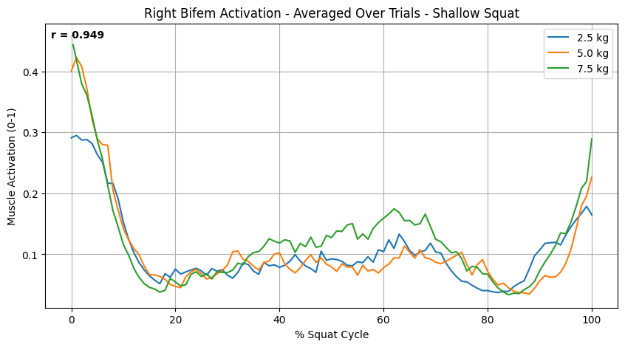 Right Bifem Activation - Averaged Over Trials - Shallow Squat
r = 0.949
2.5 kg
5.0 kg
7.5 kg
0.4
0.3
0.2
0.1
Muscle Activation (0-1)
0 20 40 60 80 100
% Squat Cycle